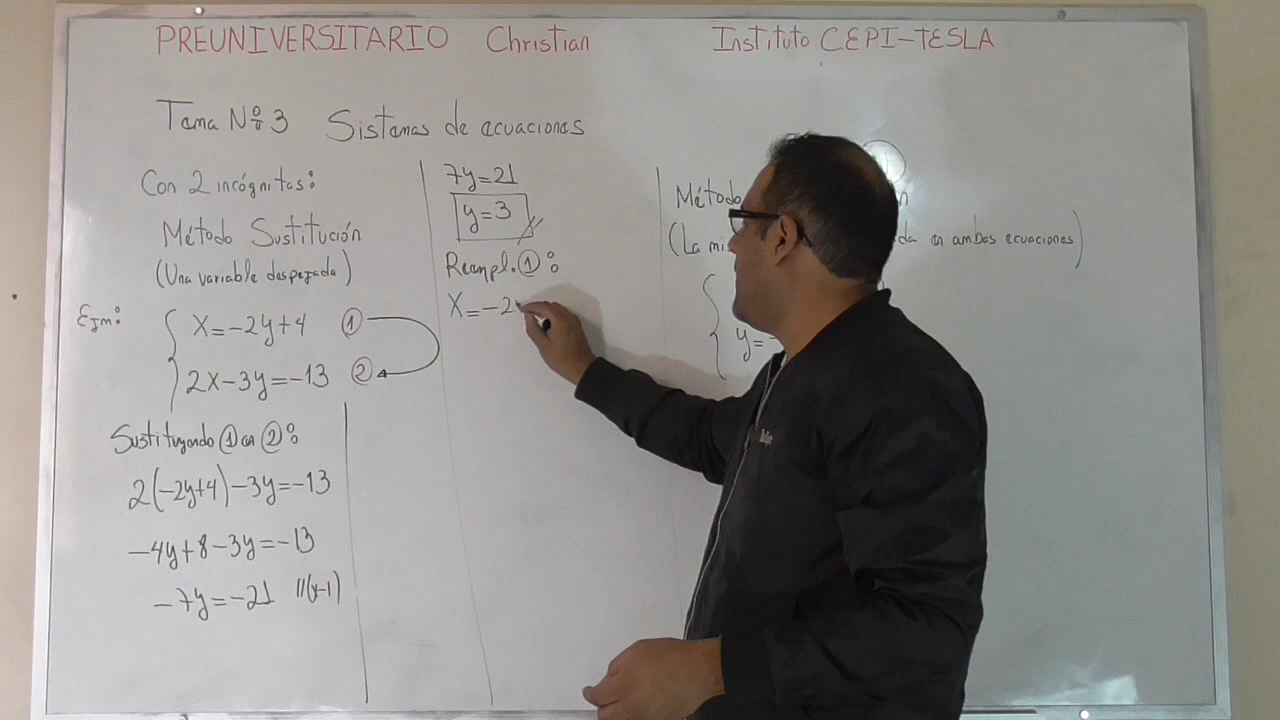 PREUNIVERSITARIO Christian Instituto CEPI-TESLA
Tema Nº 3 Sistemas de ecuaciones
Con 2 incógnitas:
Método Sustitución
(Una variable despejada)
Ejm:
x=-2y+4 ①
2x-3y=-13 ②
Sustituyendo ① en ②:
2(-2y+4)-3y=-13
-4y+8-3y=-13
-7y=-21 //(x-1)
7y=21
y=3
Reempl. ①:
x=-2
Método
(La en ambas ecuaciones)
y=-